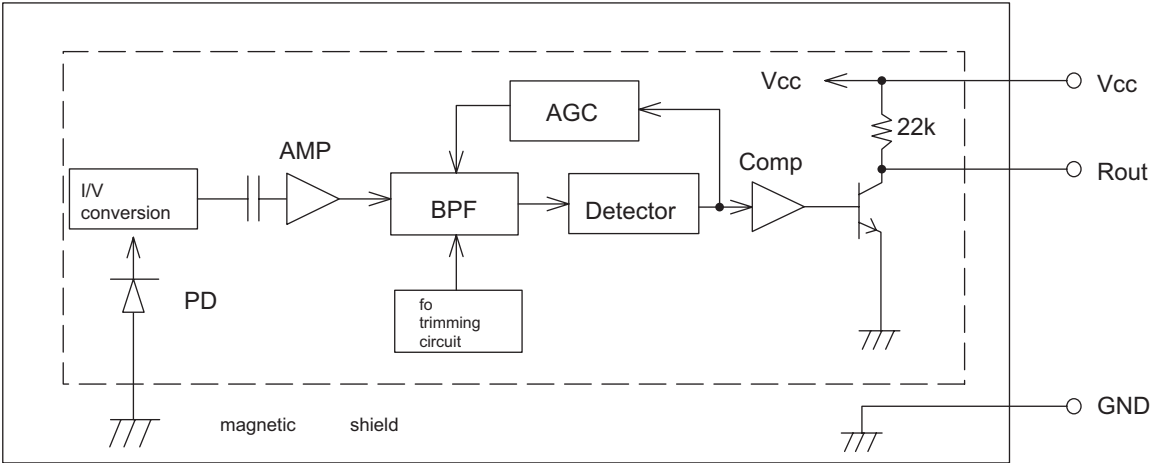 Vcc
Vcc
AGC
22k
AMP
Comp
Rout
I/V
conversion
BPF
Detector
PD
fo
trimming
circuit
GND
magnetic shield